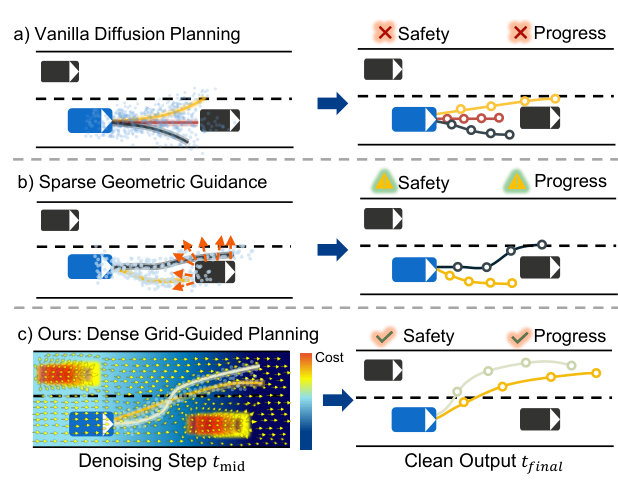 a) Vanilla Diffusion Planning
Safety
Progress
b) Sparse Geometric Guidance
Safety
Progress
c) Ours: Dense Grid-Guided Planning
Safety
Progress
Cost
Denoising Step t_mid
Clean Output t_final